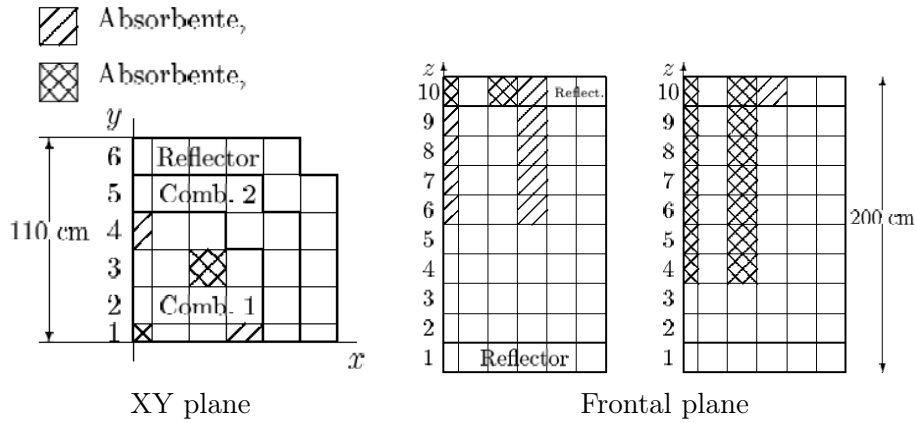 Absorbente,
Absorbente,
y
6 Reflector
5 Comb. 2
4
110 cm
3
2 Comb. 1
1
x
XY plane
z
10 Reflect.
9
8
7
6
5
4
3
2
1 Reflector
z
10
9
8
7
6
5
4
3
2
1
200 cm
Frontal plane